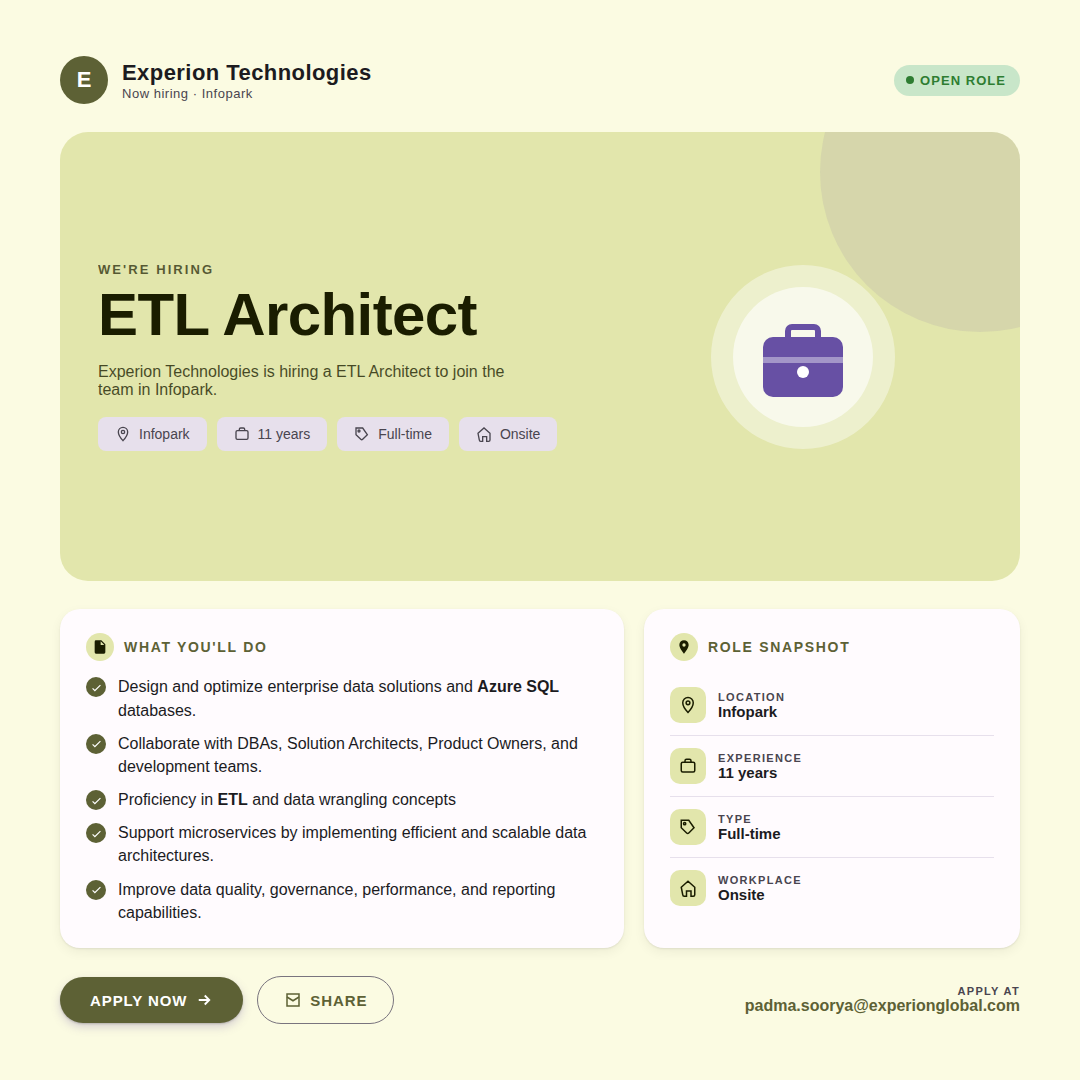 E
Experion Technologies
Now hiring · Infopark
OPEN ROLE
WE'RE HIRING
ETL Architect
Experion Technologies is hiring a ETL Architect to join the
team in Infopark.
Infopark
11 years
Full-time
Onsite
WHAT YOU'LL DO
Design and optimize enterprise data solutions and Azure SQL
databases.
Collaborate with DBAs, Solution Architects, Product Owners, and
development teams.
Proficiency in ETL and data wrangling concepts
Support microservices by implementing efficient and scalable data
architectures.
Improve data quality, governance, performance, and reporting
capabilities.
ROLE SNAPSHOT
LOCATION
Infopark
EXPERIENCE
11 years
TYPE
Full-time
WORKPLACE
Onsite
APPLY NOW
SHARE
APPLY AT
padma.soorya@experionglobal.com